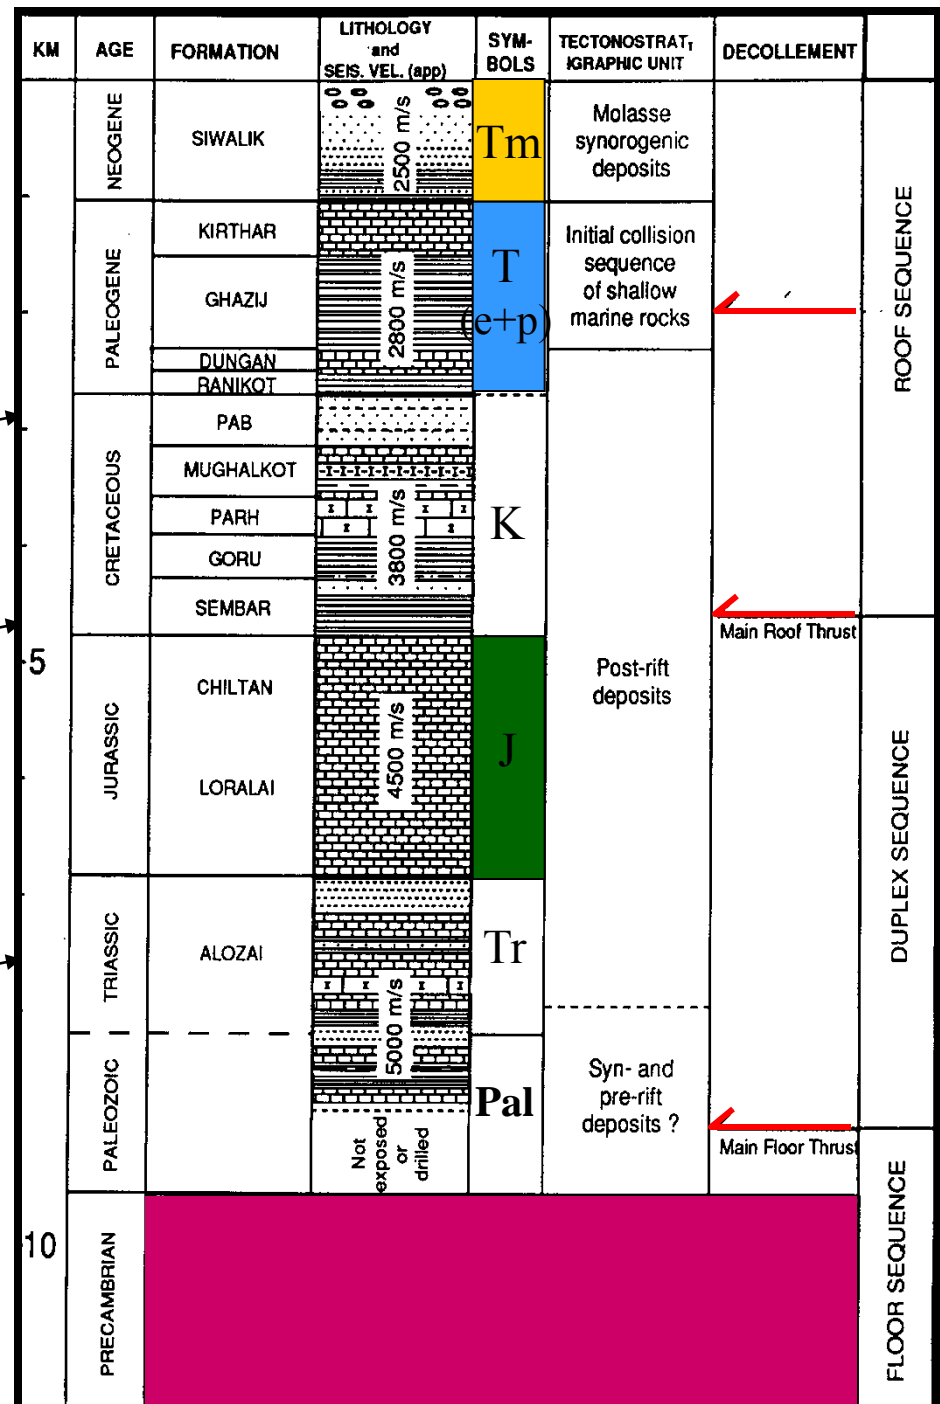 KM
AGE
FORMATION
LITHOLOGY
and
SEIS. VEL. (app)
SYM-
BOLS
TECTONOSTRAT,
IGRAPHIC UNIT
DECOLLEMENT
NEOGENE
SIWALIK
2500 m/s
Tm
Molasse
synorogenic
deposits
ROOF SEQUENCE
PALEOGENE
KIRTHAR
GHAZIJ
DUNGAN
RANIKOT
2800 m/s
T
(e+p)
Initial collision
sequence
of shallow
marine rocks
CRETACEOUS
PAB
MUGHALKOT
PARH
GORU
SEMBAR
3800 m/s
K
Main Roof Thrust
5
JURASSIC
CHILTAN
LORALAI
4500 m/s
J
Post-rift
deposits
DUPLEX SEQUENCE
TRIASSIC
ALOZAI
5000 m/s
Tr
PALEOZOIC
Not
exposed
or
drilled
Pal
Syn- and
pre-rift
deposits ?
Main Floor Thrust
10
PRECAMBRIAN
FLOOR SEQUENCE